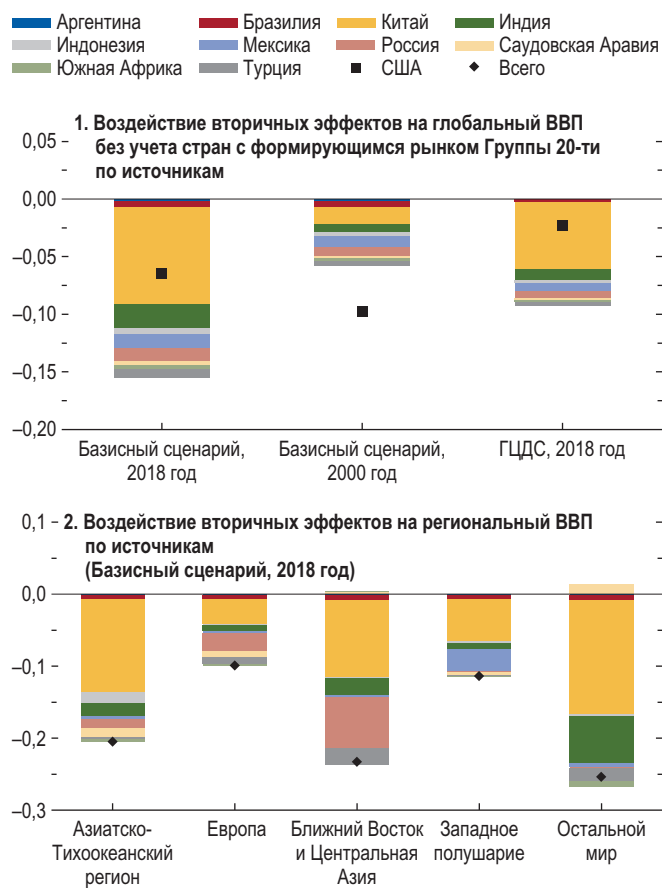 Аргентина Бразилия Китай Индия
Индонезия Мексика Россия Саудовская Аравия
Южная Африка Турция США Всего
1. Воздействие вторичных эффектов на глобальный ВВП
без учета стран с формирующимся рынком Группы 20-ти
по источникам
0,05
0,00
–0,05
–0,10
–0,15
–0,20
Базисный сценарий,
2018 год
Базисный сценарий,
2000 год
ГЦДС, 2018 год
2. Воздействие вторичных эффектов на региональный ВВП
по источникам
(Базисный сценарий, 2018 год)
0,1
0,0
–0,1
–0,2
–0,3
Азиатско-
Тихоокеанский
регион
Европа
Ближний Восток
и Центральная
Азия
Западное
полушарие
Остальной
мир